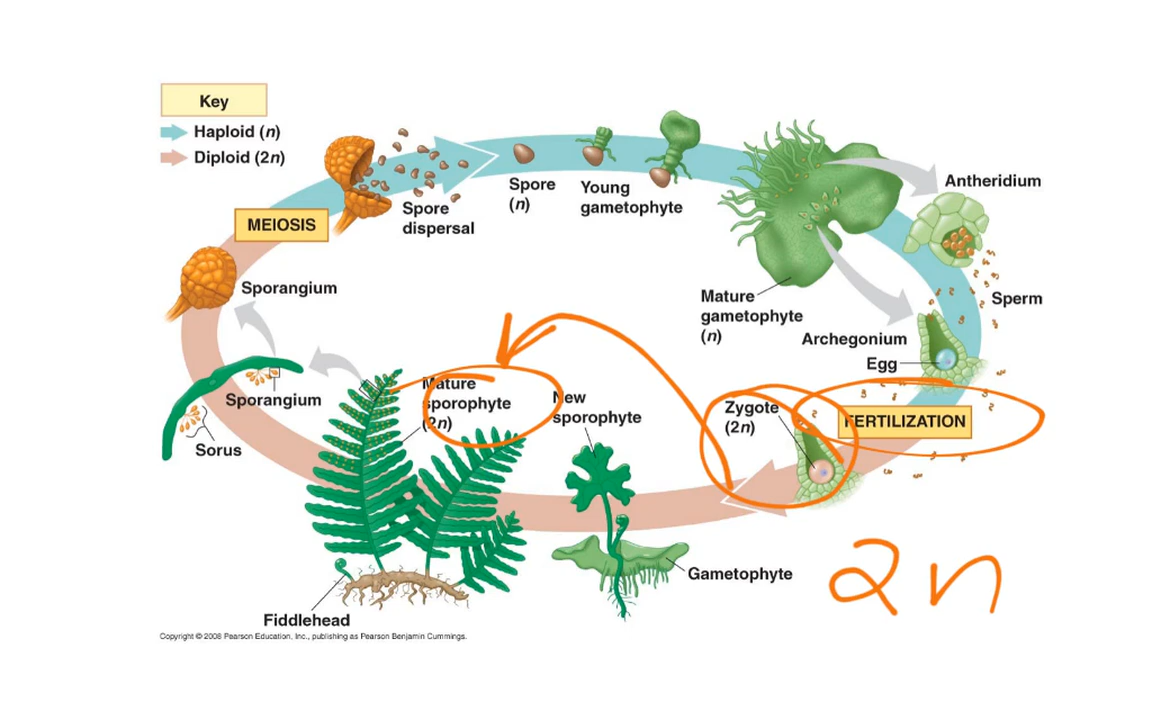 Key
Haploid (n)
Diploid (2n)
MEIOSIS
Spore
dispersal
Spore
(n)
Young
gametophyte
Antheridium
Sporangium
Mature
gametophyte
(n)
Sperm
Archegonium
Egg
Sporangium
Sorus
Mature
sporophyte
(2n)
New
sporophyte
Zygote
(2n)
FERTILIZATION
Gametophyte
2n
Fiddlehead
Copyright © 2008 Pearson Education, Inc., publishing as Pearson Benjamin Cummings.